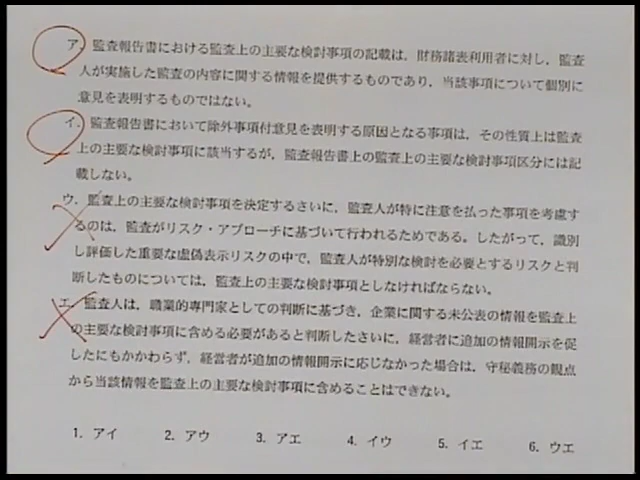 ア．監査報告書における監査上の主要な検討事項の記載は，財務諸表利用者に対し，監査
人が実施した監査の内容に関する情報を提供するものであり，当該事項について個別に
意見を表明するものではない。
イ．監査報告書において除外事項付意見を表明する原因となる事項は，その性質上は監査
上の主要な検討事項に該当するが，監査報告書上の監査上の主要な検討事項区分には記
載しない。
ウ．監査上の主要な検討事項を決定するさいに，監査人が特に注意を払った事項を考慮す
るのは，監査がリスク・アプローチに基づいて行われるためである。したがって，識別
し評価した重要な虚偽表示リスクの中で，監査人が特別な検討を必要とするリスクと判
断したものについては，監査上の主要な検討事項としなければならない。
エ．監査人は，職業的専門家としての判断に基づき，企業に関する未公表の情報を監査上
の主要な検討事項に含める必要があると判断したさいに，経営者に追加の情報開示を促
したにもかかわらず，経営者が追加の情報開示に応じなかった場合は，守秘義務の観点
から当該情報を監査上の主要な検討事項に含めることはできない。
1．アイ 2．アウ 3．アエ 4．イウ 5．イエ 6．ウエ